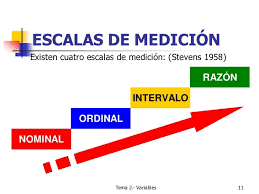 ESCALAS DE MEDICIÓN
Existen cuatro escalas de medición: (Stevens 1958)
RAZÓN
INTERVALO
ORDINAL
NOMINAL
Tema 2.- Variables
11